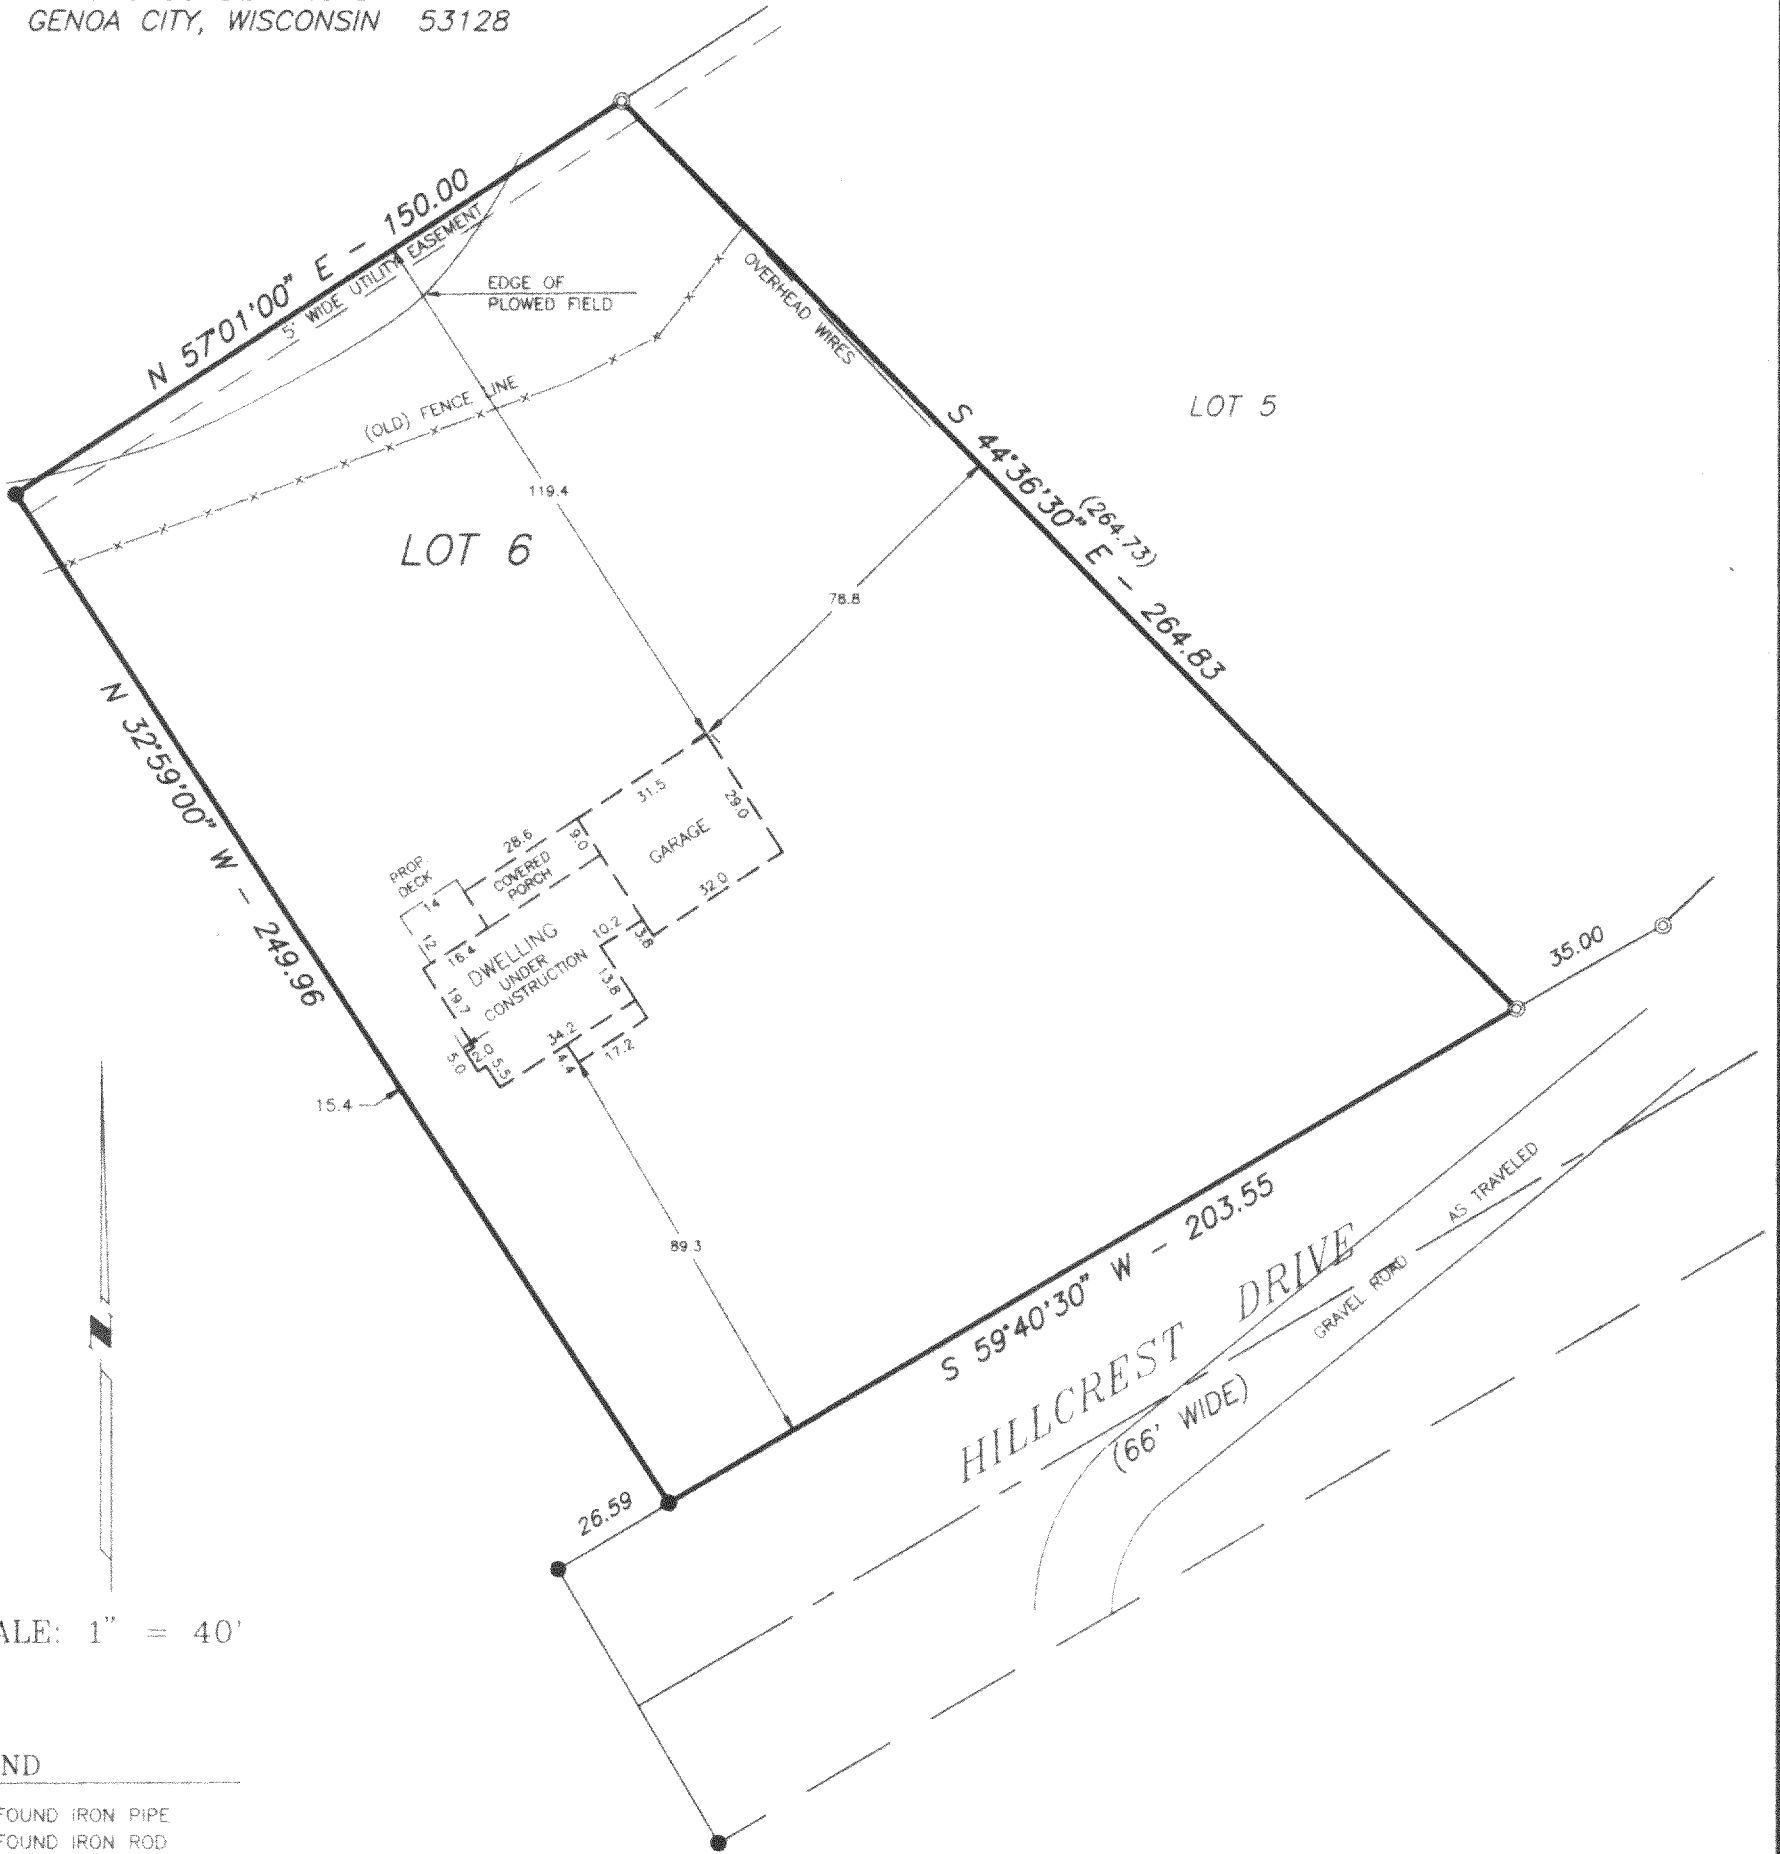 GENOA CITY, WISCONSIN 53128
N 57°01'00" E - 150.00
5' WIDE UTILITY EASEMENT
EDGE OF
PLOWED FIELD
OVERHEAD WIRES
(OLD) FENCE LINE
LOT 5
S 44°36'30" E - 264.83
(264.73)
119.4
LOT 6
78.8
N 32°59'00" W - 249.96
31.5
29.0
28.6
9.0
GARAGE
COVERED
PORCH
PROP.
DECK
14
12
32.0
16.4
10.2
3.8
DWELLING
UNDER
CONSTRUCTION
13.8
19.7
34.2
17.2
4.4
12.0
5.0
5.5
15.4
35.00
89.3
S 59°40'30" W - 203.55
AS TRAVELED
GRAVEL ROAD
HILLCREST DRIVE
(66' WIDE)
26.59
N
ALE: 1" = 40'
ND
FOUND IRON PIPE
FOUND IRON ROD